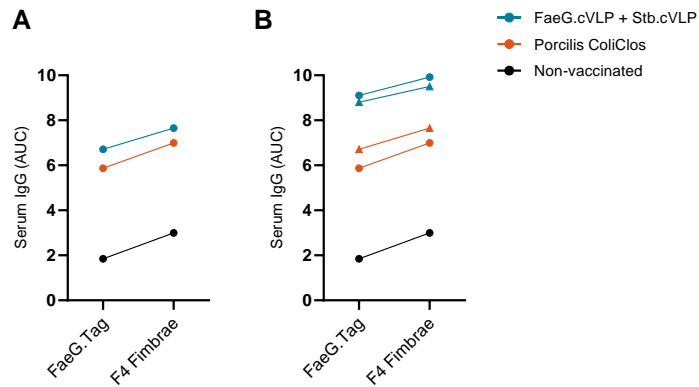 A
B
FaeG.cVLP + Stb.cVLP
Porcilis ColiClos
Non-vaccinated
Serum IgG (AUC)
10
8
6
4
2
0
FaeG.Tag
F4 Fimbrae
Serum IgG (AUC)
10
8
6
4
2
0
FaeG.Tag
F4 Fimbrae